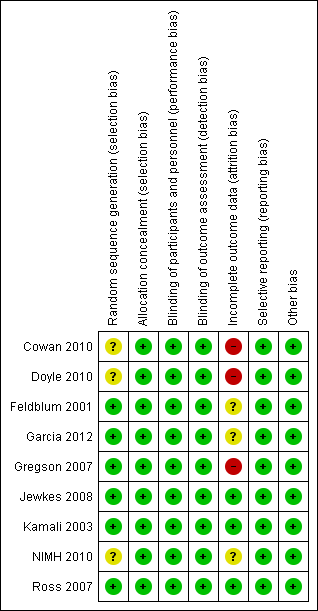 Random sequence generation (selection bias)
Allocation concealment (selection bias)
Blinding of participants and personnel (performance bias)
Blinding of outcome assessment (detection bias)
Incomplete outcome data (attrition bias)
Selective reporting (reporting bias)
Other bias
Cowan 2010 ? + + + - + +
Doyle 2010 ? + + + - + +
Feldblum 2001 + + + + ? + +
Garcia 2012 + + + + ? + +
Gregson 2007 + + + + - + +
Jewkes 2008 + + + + + + +
Kamali 2003 + + + + + + +
NIMH 2010 ? + + + ? + +
Ross 2007 + + + + + + +